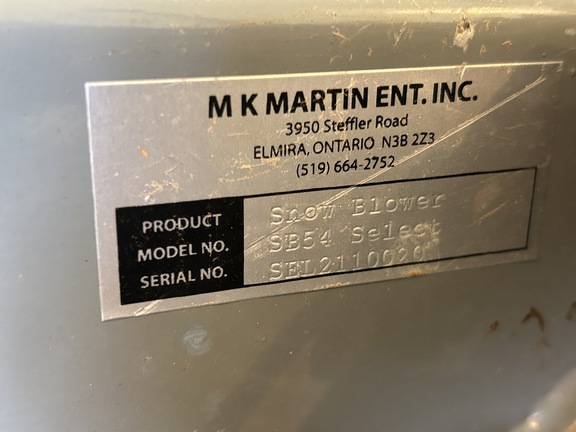 M K MARTIN ENT. INC.
3950 Steffler Road
ELMIRA, ONTARIO N3B 2Z3
(519) 664-2752
PRODUCT Snow Blower
MODEL NO. SB54 Select
SERIAL NO. SEL2110020